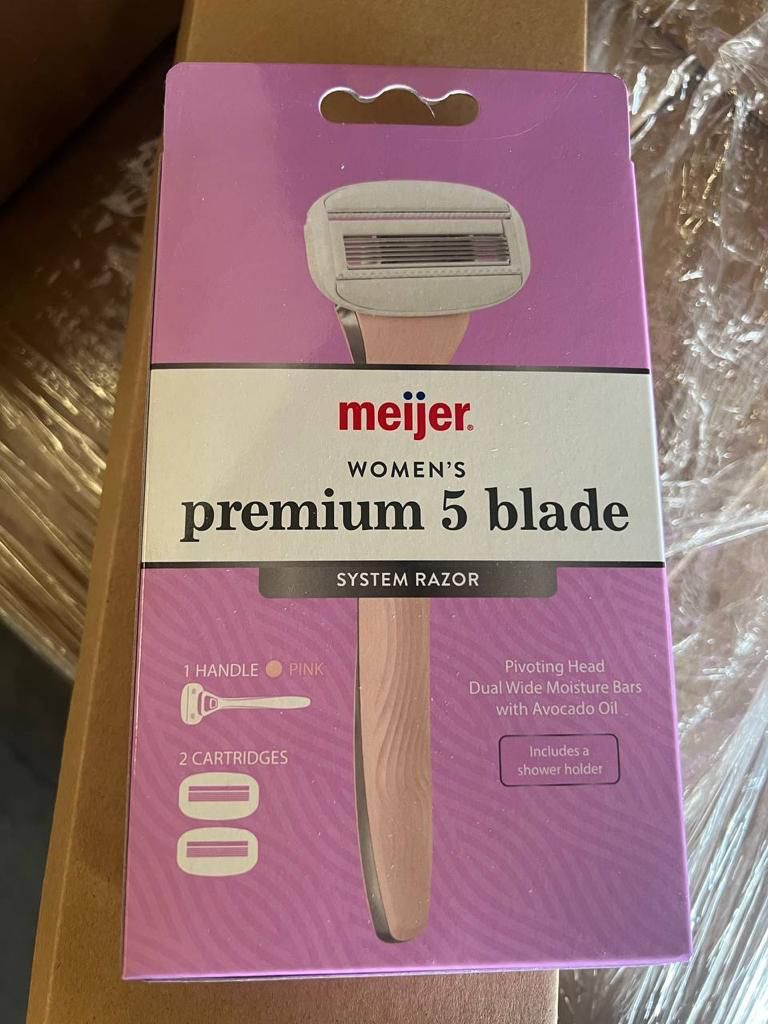 meijer®
WOMEN'S
premium 5 blade
SYSTEM RAZOR
1 HANDLE PINK
2 CARTRIDGES
Pivoting Head
Dual Wide Moisture Bars
with Avocado Oil
Includes a
shower holder